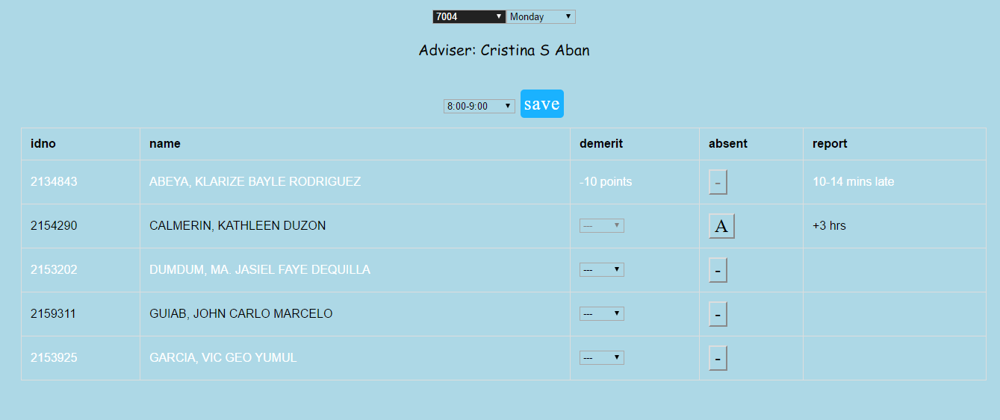 7004 Monday
Adviser: Cristina S Aban
8:00-9:00 save
idno name demerit absent report
2134843 ABEYA, KLARIZE BAYLE RODRIGUEZ -10 points - 10-14 mins late
2154290 CALMERIN, KATHLEEN DUZON --- A +3 hrs
2153202 DUMDUM, MA. JASIEL FAYE DEQUILLA --- -
2159311 GUIAB, JOHN CARLO MARCELO --- -
2153925 GARCIA, VIC GEO YUMUL --- -